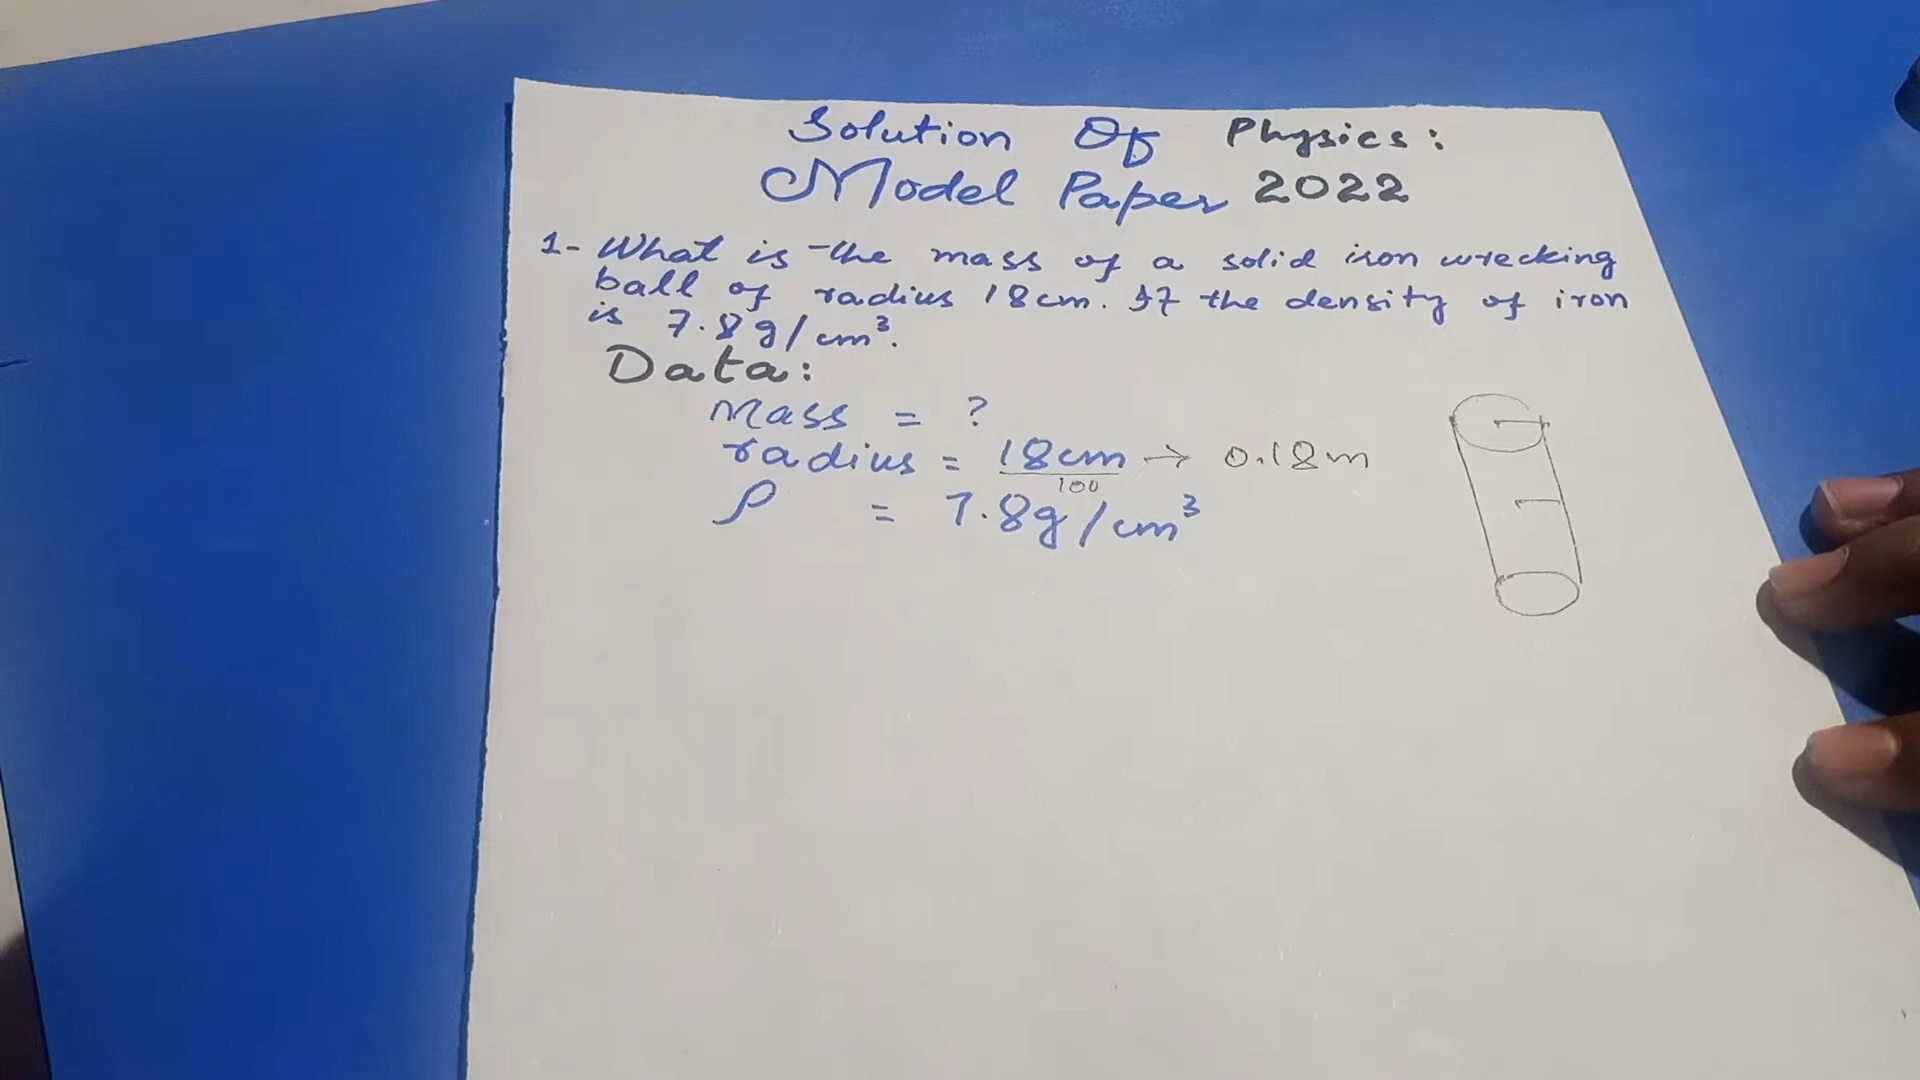 Solution Of Physics:
Model Paper 2022
1- What is the mass of a solid iron wrecking
ball of radius 18cm. If the density of iron
is 7.8g/cm³.
Data:
Mass = ?
radius = 18cm/100 → 0.18m
ρ = 7.8g/cm³